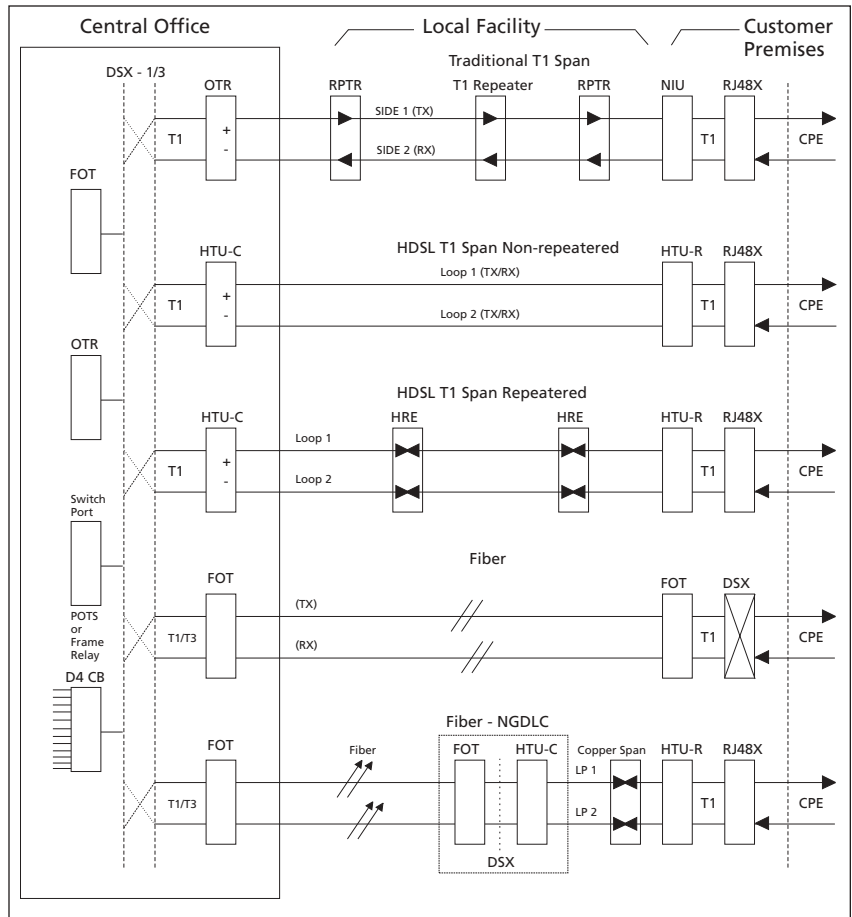 Central Office
Local Facility
Customer
Premises
DSX - 1/3
Traditional T1 Span
OTR
RPTR
T1 Repeater
RPTR
NIU
RJ48X
SIDE 1 (TX)
T1
+
-
T1
CPE
SIDE 2 (RX)
FOT
HTU-C
HDSL T1 Span Non-repeatered
HTU-R
RJ48X
Loop 1 (TX/RX)
T1
+
-
T1
CPE
Loop 2 (TX/RX)
OTR
HDSL T1 Span Repeatered
HTU-C
HRE
HRE
HTU-R
RJ48X
Loop 1
T1
+
-
T1
CPE
Loop 2
Switch
Port
Fiber
FOT
FOT
DSX
(TX)
POTS
or
Frame
Relay
T1/T3
T1
CPE
(RX)
D4 CB
Fiber - NGDLC
FOT
Fiber
FOT
HTU-C
Copper Span
HTU-R
RJ48X
LP 1
T1/T3
T1
CPE
LP 2
DSX